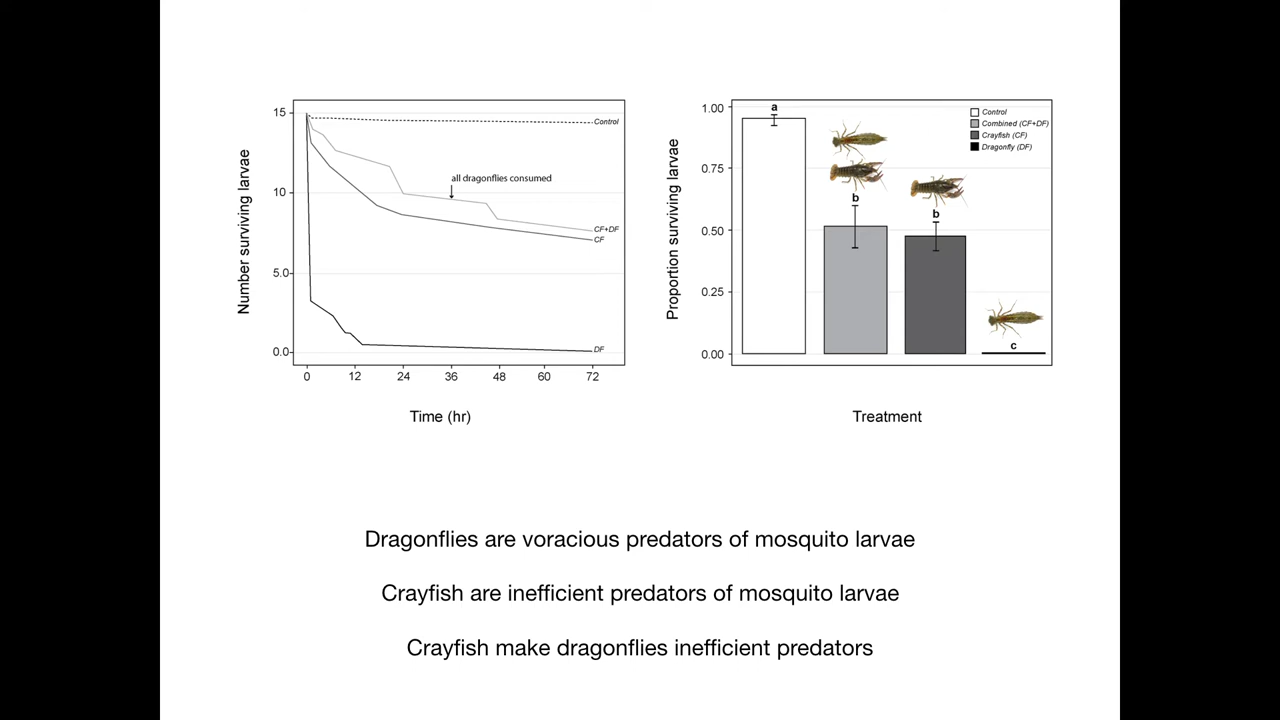 Number surviving larvae
15
10
5.0
0.0
Control
all dragonflies consumed
CF+DF
CF
DF
0 12 24 36 48 60 72
Time (hr)
Proportion surviving larvae
1.00
0.75
0.50
0.25
0.00
a
b
b
c
Control
Combined (CF+DF)
Crayfish (CF)
Dragonfly (DF)
Treatment
Dragonflies are voracious predators of mosquito larvae
Crayfish are inefficient predators of mosquito larvae
Crayfish make dragonflies inefficient predators